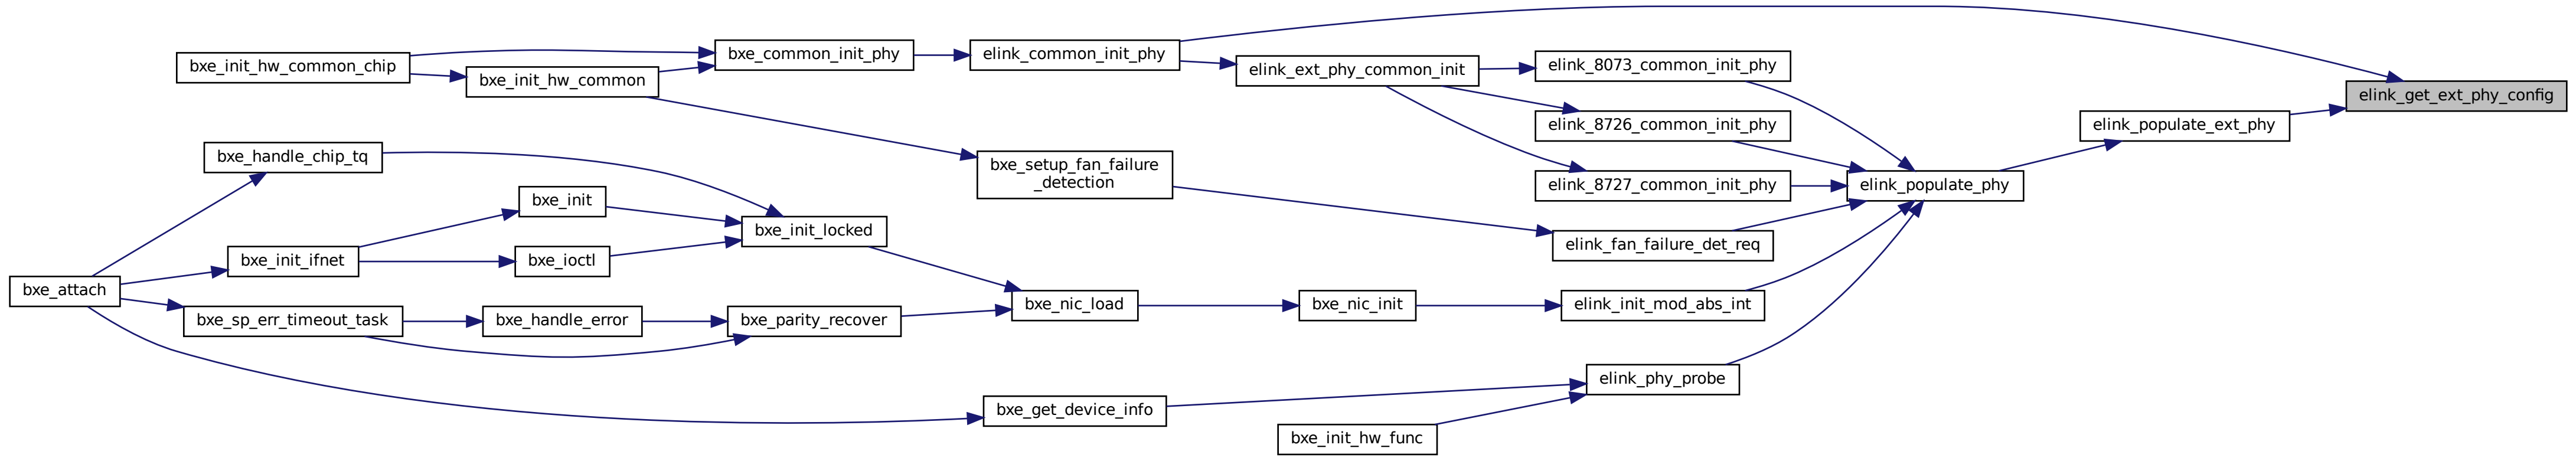 bxe_init_hw_common_chip
bxe_common_init_phy
bxe_init_hw_common
elink_common_init_phy
elink_ext_phy_common_init
elink_8073_common_init_phy
elink_8726_common_init_phy
elink_8727_common_init_phy
elink_get_ext_phy_config
elink_populate_ext_phy
elink_populate_phy
bxe_handle_chip_tq
bxe_setup_fan_failure
_detection
bxe_init
bxe_init_locked
elink_fan_failure_det_req
bxe_init_ifnet
bxe_ioctl
bxe_attach
bxe_nic_load
bxe_nic_init
elink_init_mod_abs_int
bxe_sp_err_timeout_task
bxe_handle_error
bxe_parity_recover
elink_phy_probe
bxe_get_device_info
bxe_init_hw_func